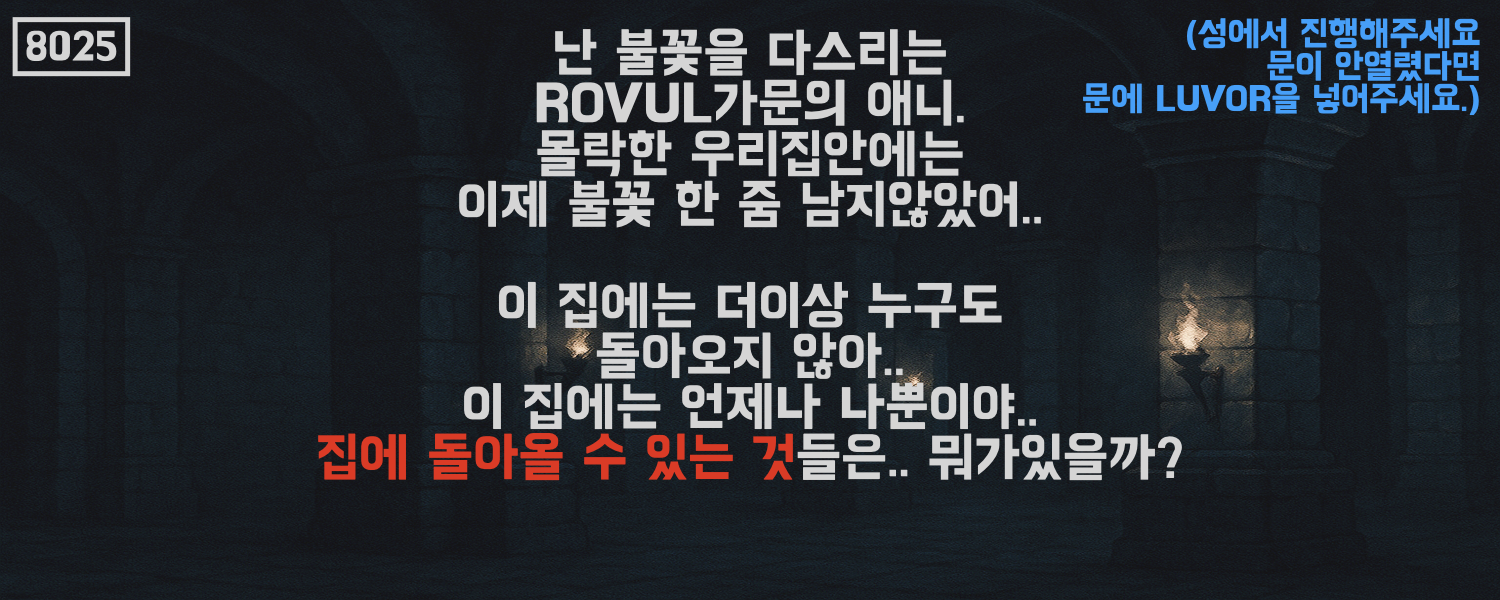 8025
난 불꽃을 다스리는
ROVUL가문의 애니.
몰락한 우리집안에는
이제 불꽃 한 줌 남지않았어..
이 집에는 더이상 누구도
돌아오지 않아..
이 집에는 언제나 나뿐이야..
집에 돌아올 수 있는 것들은.. 뭐가있을까?
(성에서 진행해주세요
문이 안열렸다면
문에 LUVOR을 넣어주세요.)